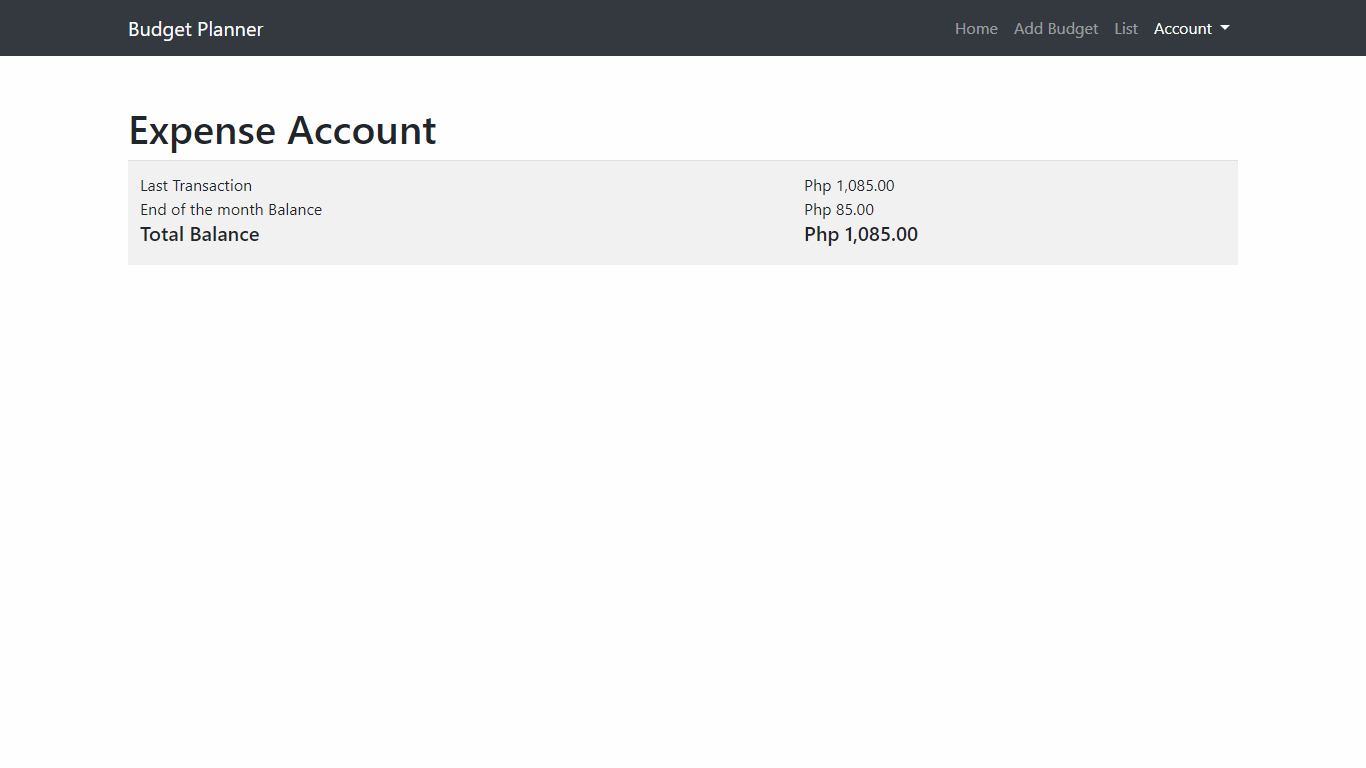 Budget Planner Home Add Budget List Account
Expense Account
Last Transaction Php 1,085.00
End of the month Balance Php 85.00
Total Balance Php 1,085.00